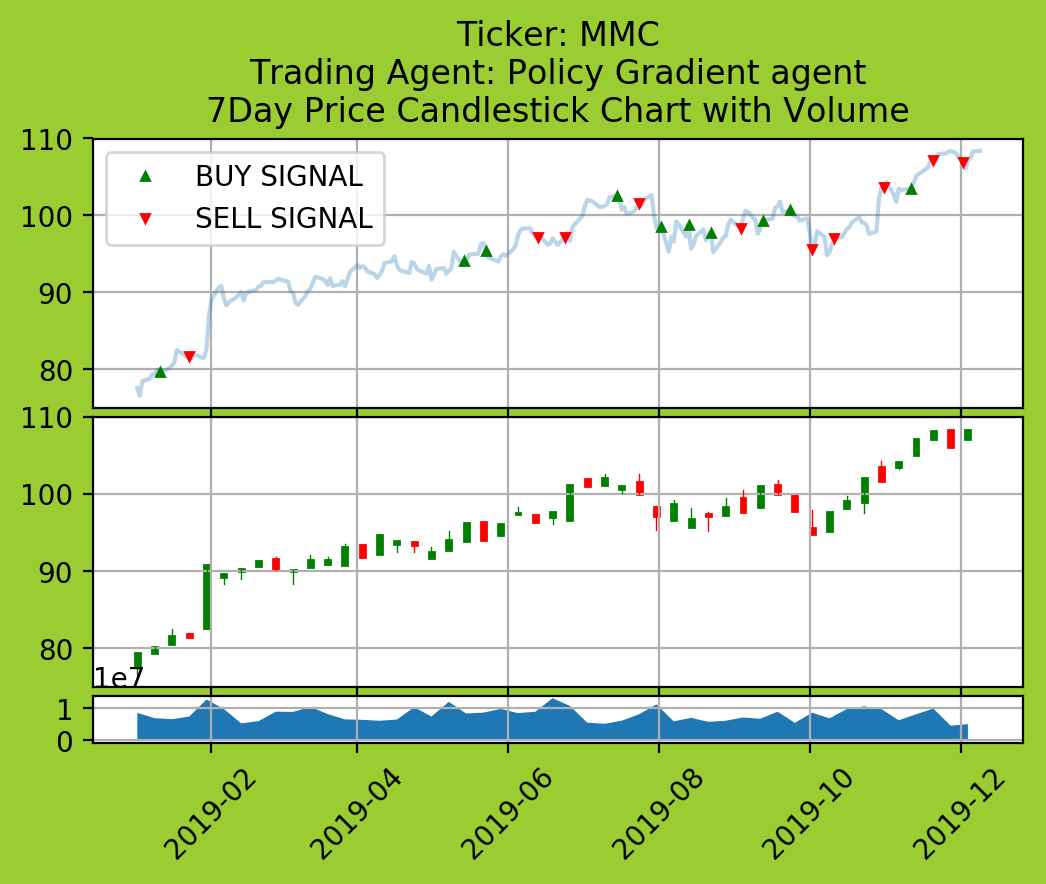 Ticker: MMC
Trading Agent: Policy Gradient agent
7Day Price Candlestick Chart with Volume
110
BUY SIGNAL
SELL SIGNAL
100
90
80
110
100
90
80
1e7
1
0
2019-02
2019-04
2019-06
2019-08
2019-10
2019-12